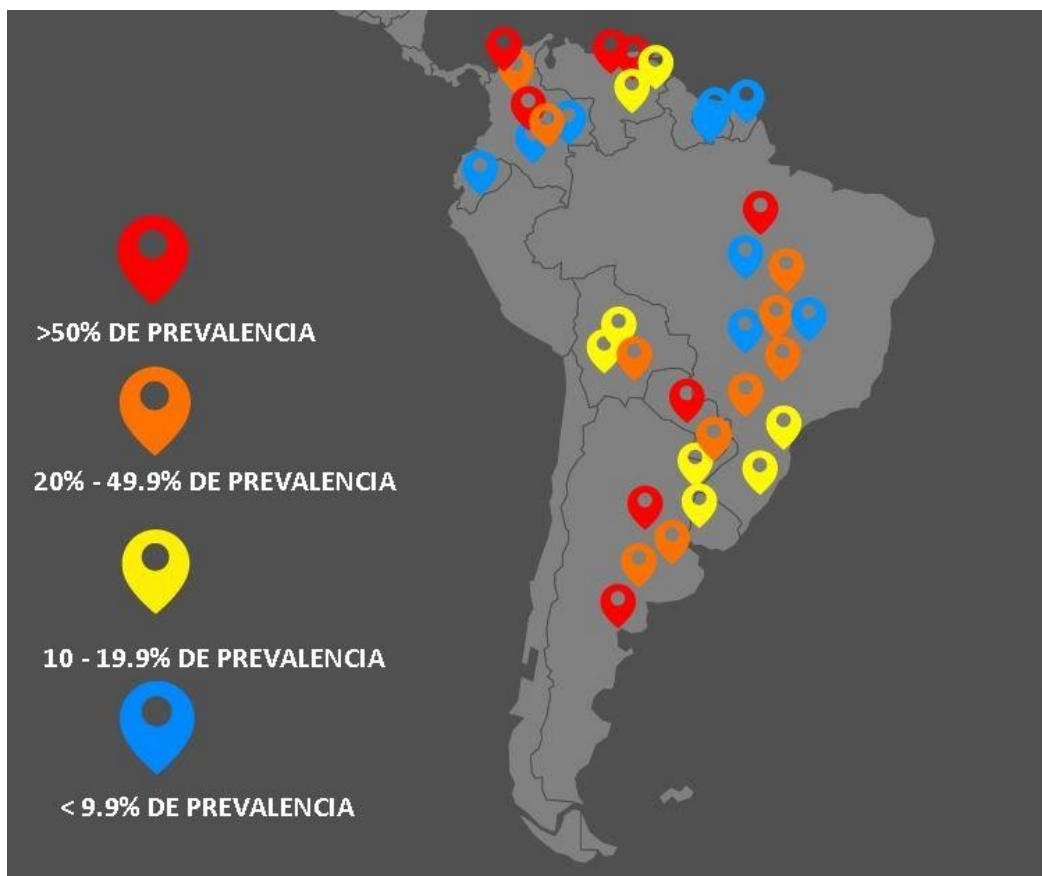 >50% DE PREVALENCIA
20% - 49.9% DE PREVALENCIA
10 - 19.9% DE PREVALENCIA
< 9.9% DE PREVALENCIA